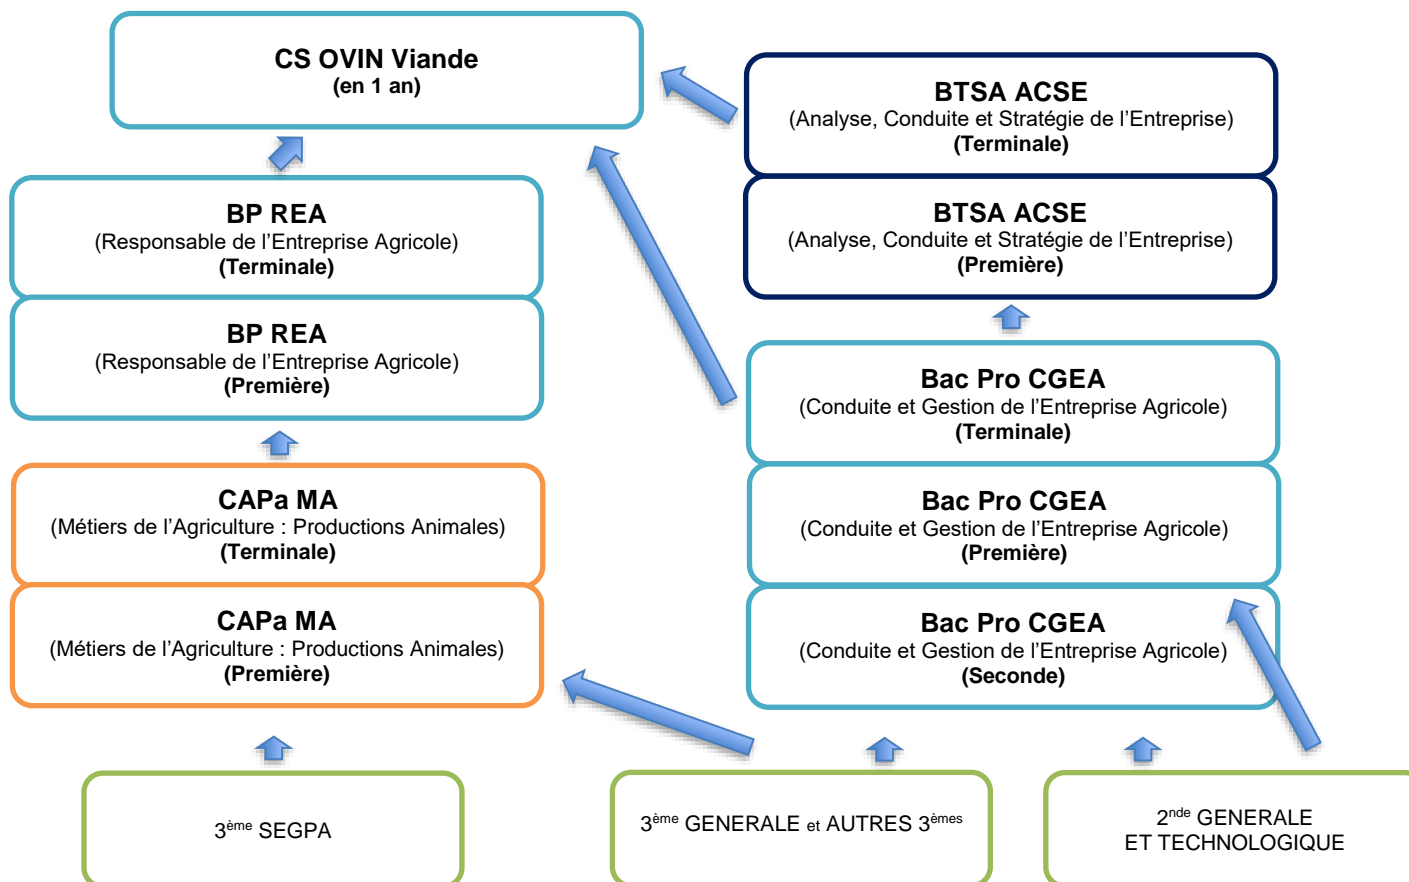 CS OVIN Viande
(en 1 an)
BTSA ACSE
(Analyse, Conduite et Stratégie de l’Entreprise)
(Terminale)
BTSA ACSE
(Analyse, Conduite et Stratégie de l’Entreprise)
(Première)
BP REA
(Responsable de l’Entreprise Agricole)
(Terminale)
BP REA
(Responsable de l’Entreprise Agricole)
(Première)
Bac Pro CGEA
(Conduite et Gestion de l’Entreprise Agricole)
(Terminale)
Bac Pro CGEA
(Conduite et Gestion de l’Entreprise Agricole)
(Première)
Bac Pro CGEA
(Conduite et Gestion de l’Entreprise Agricole)
(Seconde)
CAPa MA
(Métiers de l’Agriculture : Productions Animales)
(Terminale)
CAPa MA
(Métiers de l’Agriculture : Productions Animales)
(Première)
3ème SEGPA
3ème GENERALE et AUTRES 3èmes
2nde GENERALE
ET TECHNOLOGIQUE